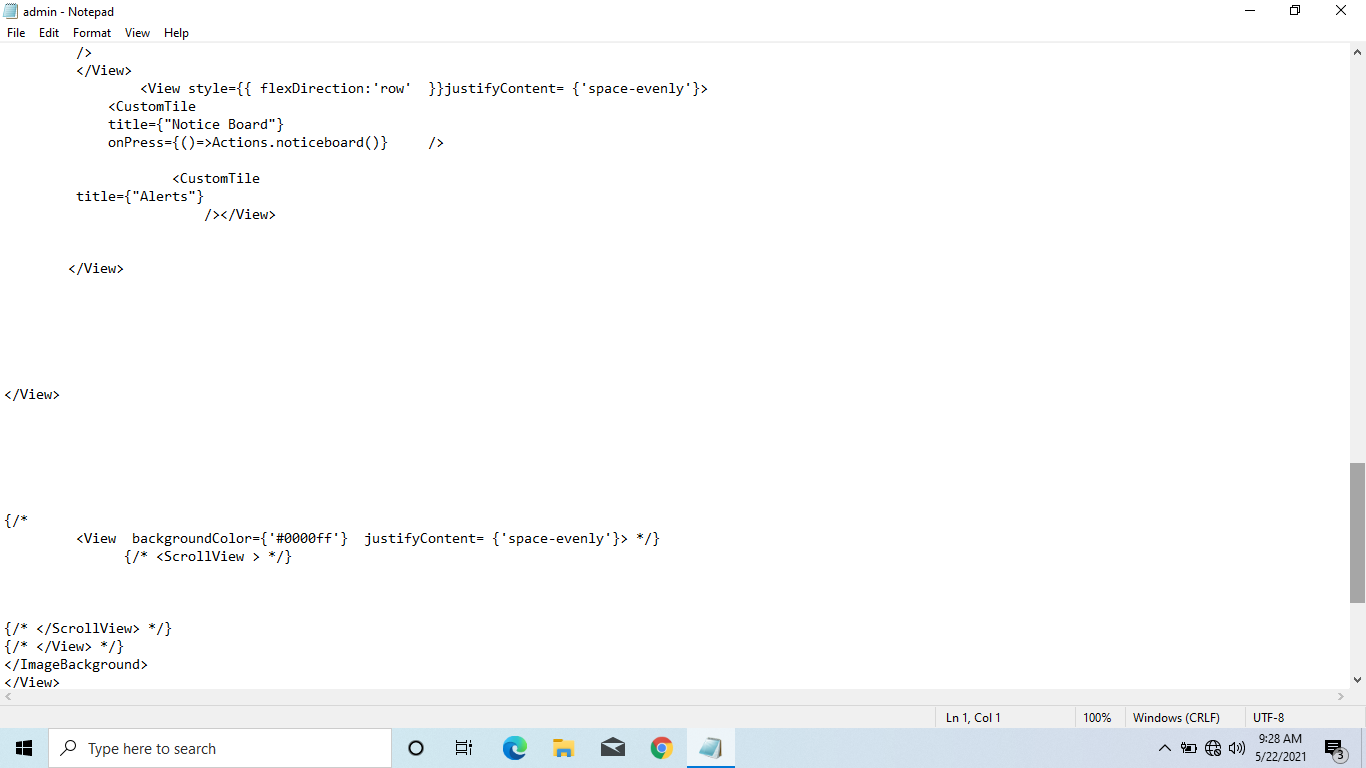 admin - Notepad
File Edit Format View Help
/>
</View>
<View style={{ flexDirection:'row'  }}justifyContent= {'space-evenly'}>
<CustomTile
title={"Notice Board"}
onPress={()=>Actions.noticeboard()}     />
<CustomTile
title={"Alerts"}
/></View>
</View>
</View>
{/*
<View  backgroundColor={'#0000ff'}  justifyContent= {'space-evenly'}> */}
{/* <ScrollView > */}
{/* </ScrollView> */}
{/* </View> */}
</ImageBackground>
</View>
Ln 1, Col 1 100% Windows (CRLF) UTF-8
Type here to search
9:28 AM
5/22/2021
3